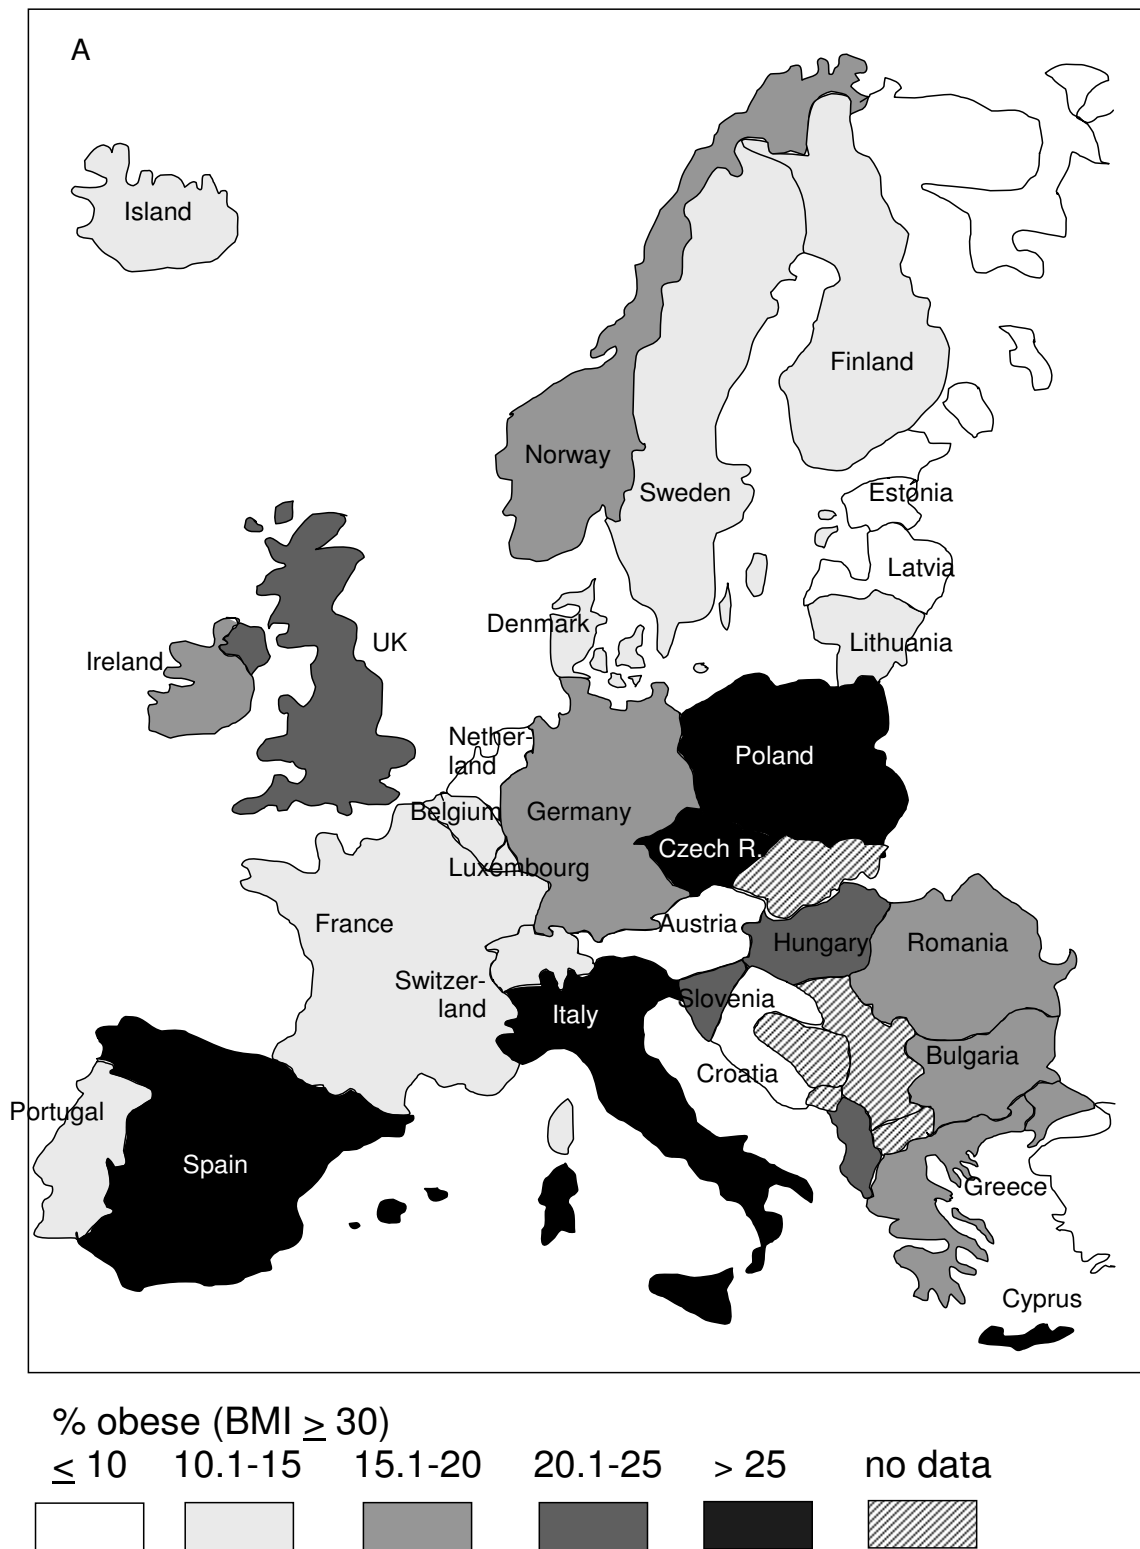 A
Island
Finland
Norway
Sweden
Estonia
Latvia
Denmark
Lithuania
UK
Ireland
Nether-
land
Poland
Belgium
Germany
Czech R.
Luxembourg
France
Austria
Hungary
Romania
Switzer-
land
Slovenia
Italy
Bulgaria
Croatia
Portugal
Spain
Greece
Cyprus
% obese (BMI ≥ 30)
≤ 10 10.1-15 15.1-20 20.1-25 > 25 no data